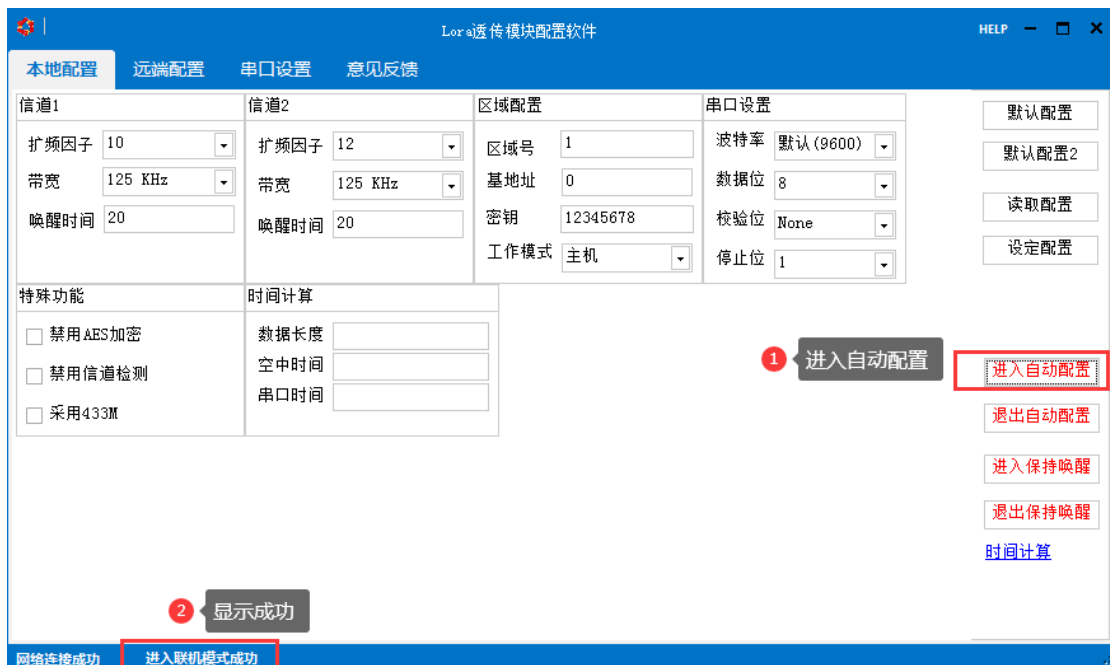 Lora透传模块配置软件
HELP
本地配置 远端配置 串口设置 意见反馈
信道1
扩频因子 10
带宽 125 KHz
唤醒时间 20
信道2
扩频因子 12
带宽 125 KHz
唤醒时间 20
区域配置
区域号 1
基地址 0
密钥 12345678
工作模式 主机
串口设置
波特率 默认(9600)
数据位 8
校验位 None
停止位 1
默认配置
默认配置2
读取配置
设定配置
特殊功能
禁用AES加密
禁用信道检测
采用433M
时间计算
数据长度
空中时间
串口时间
1 进入自动配置
进入自动配置
退出自动配置
进入保持唤醒
退出保持唤醒
时间计算
2 显示成功
网络连接成功 进入联机模式成功